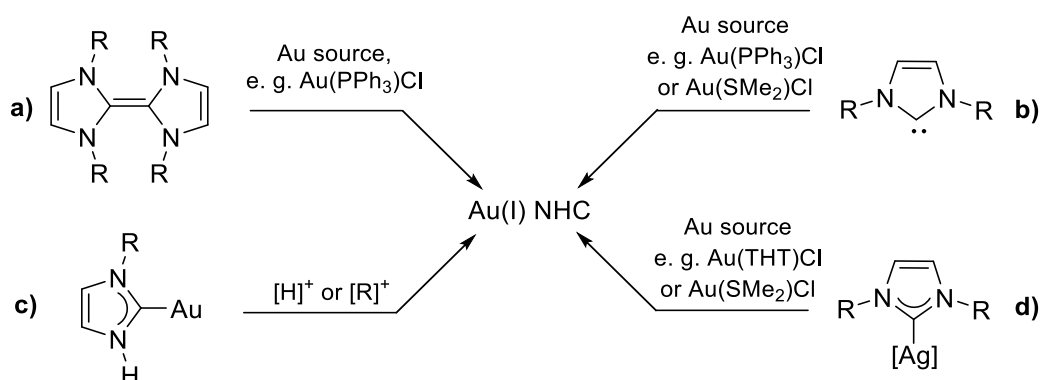 a)
R
R
N
N
N
N
R
R
Au source,
e. g. Au(PPh3)Cl
Au source
e. g. Au(PPh3)Cl
or Au(SMe2)Cl
R
N
N
R
b)
Au(I) NHC
c)
R
N
Au
N
H
[H]+ or [R]+
Au source
e. g. Au(THT)Cl
or Au(SMe2)Cl
R
N
N
R
[Ag]
d)